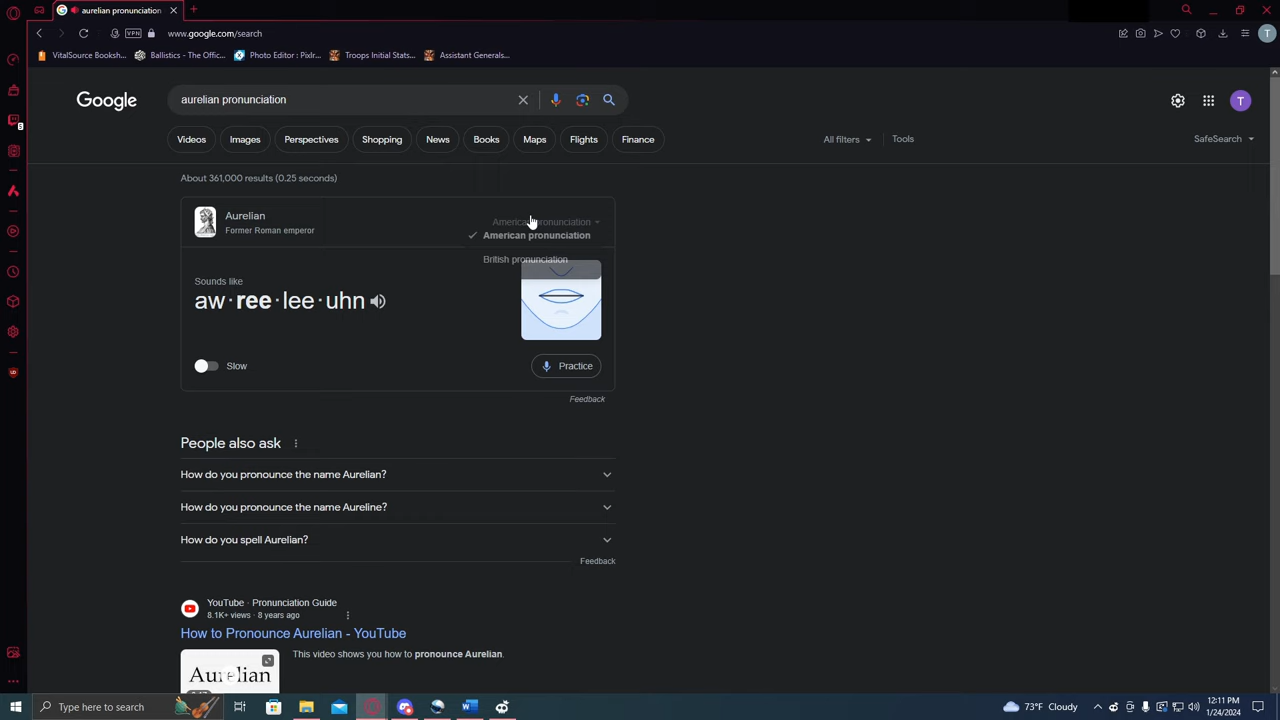 aurelian pronunciation
VPN
www.google.com/search
VitalSource Booksh...
Ballistics - The Offic...
Photo Editor : Pixlr...
Troops Initial Stats...
Assistant Generals...
T
Google
aurelian pronunciation
T
Videos
Images
Perspectives
Shopping
News
Books
Maps
Flights
Finance
All filters
Tools
SafeSearch
About 361,000 results (0.25 seconds)
Aurelian
Former Roman emperor
American pronunciation
American pronunciation
British pronunciation
Sounds like
aw·ree·lee·uhn
Slow
Practice
Feedback
People also ask
How do you pronounce the name Aurelian?
How do you pronounce the name Aureline?
How do you spell Aurelian?
Feedback
YouTube · Pronunciation Guide
8.1K+ views · 8 years ago
How to Pronounce Aurelian - YouTube
This video shows you how to pronounce Aurelian.
Aurelian
Type here to search
73°F Cloudy
12:11 PM
1/24/2024